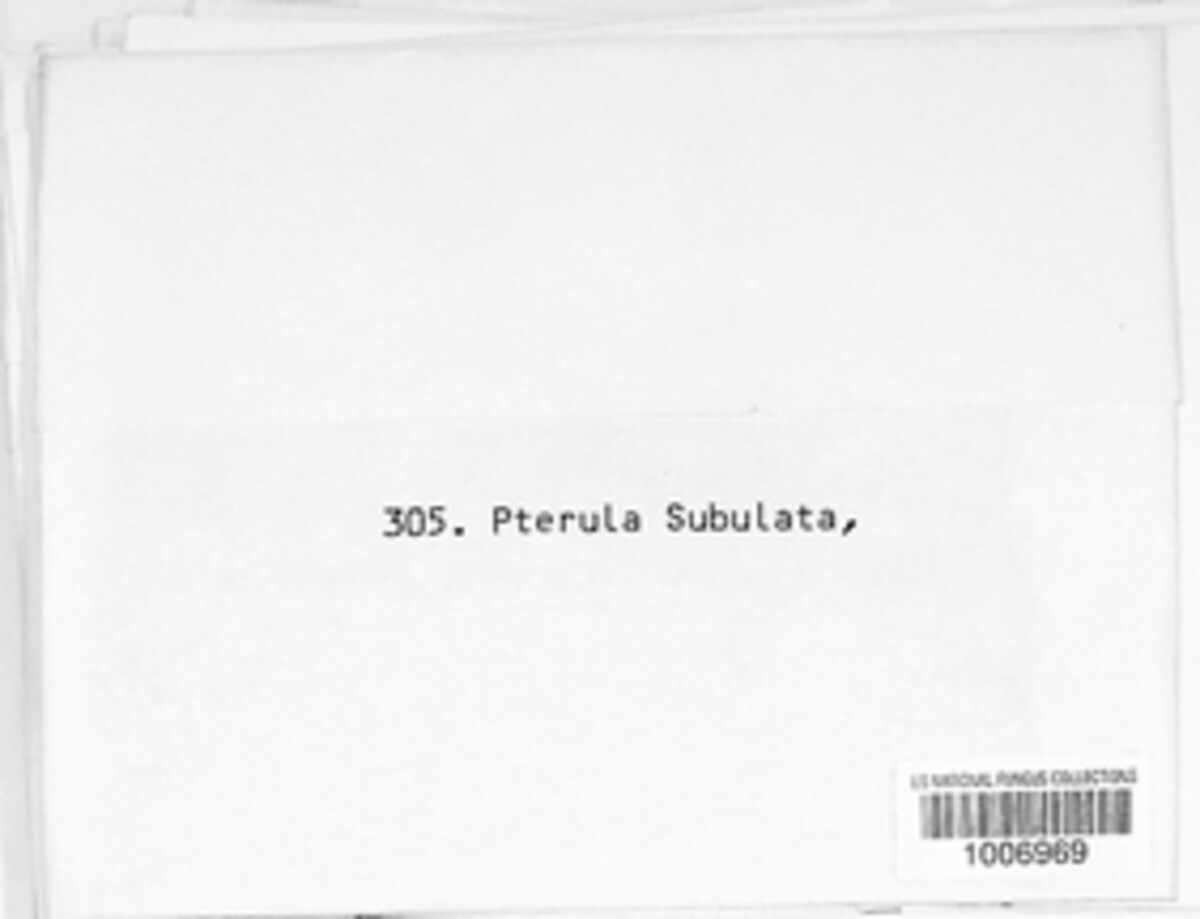 305. Pterula Subulata,
US NATIONAL FUNGUS COLLECTIONS
1006969